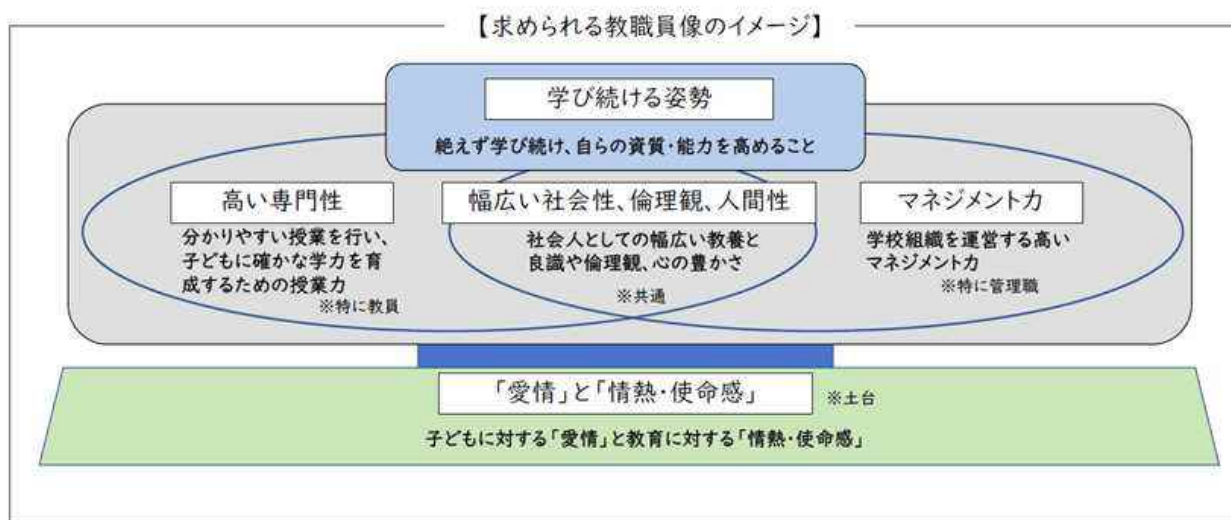 【求められる教職員像のイメージ】
学び続ける姿勢
絶えず学び続け、自らの資質・能力を高めること
高い専門性
分かりやすい授業を行い、
子どもに確かな学力を育
成するための授業力
※特に教員
幅広い社会性、倫理観、人間性
社会人としての幅広い教養と
良識や倫理観、心の豊かさ
※共通
マネジメント力
学校組織を運営する高い
マネジメント力
※特に管理職
「愛情」と「情熱・使命感」
※土台
子どもに対する「愛情」と教育に対する「情熱・使命感」